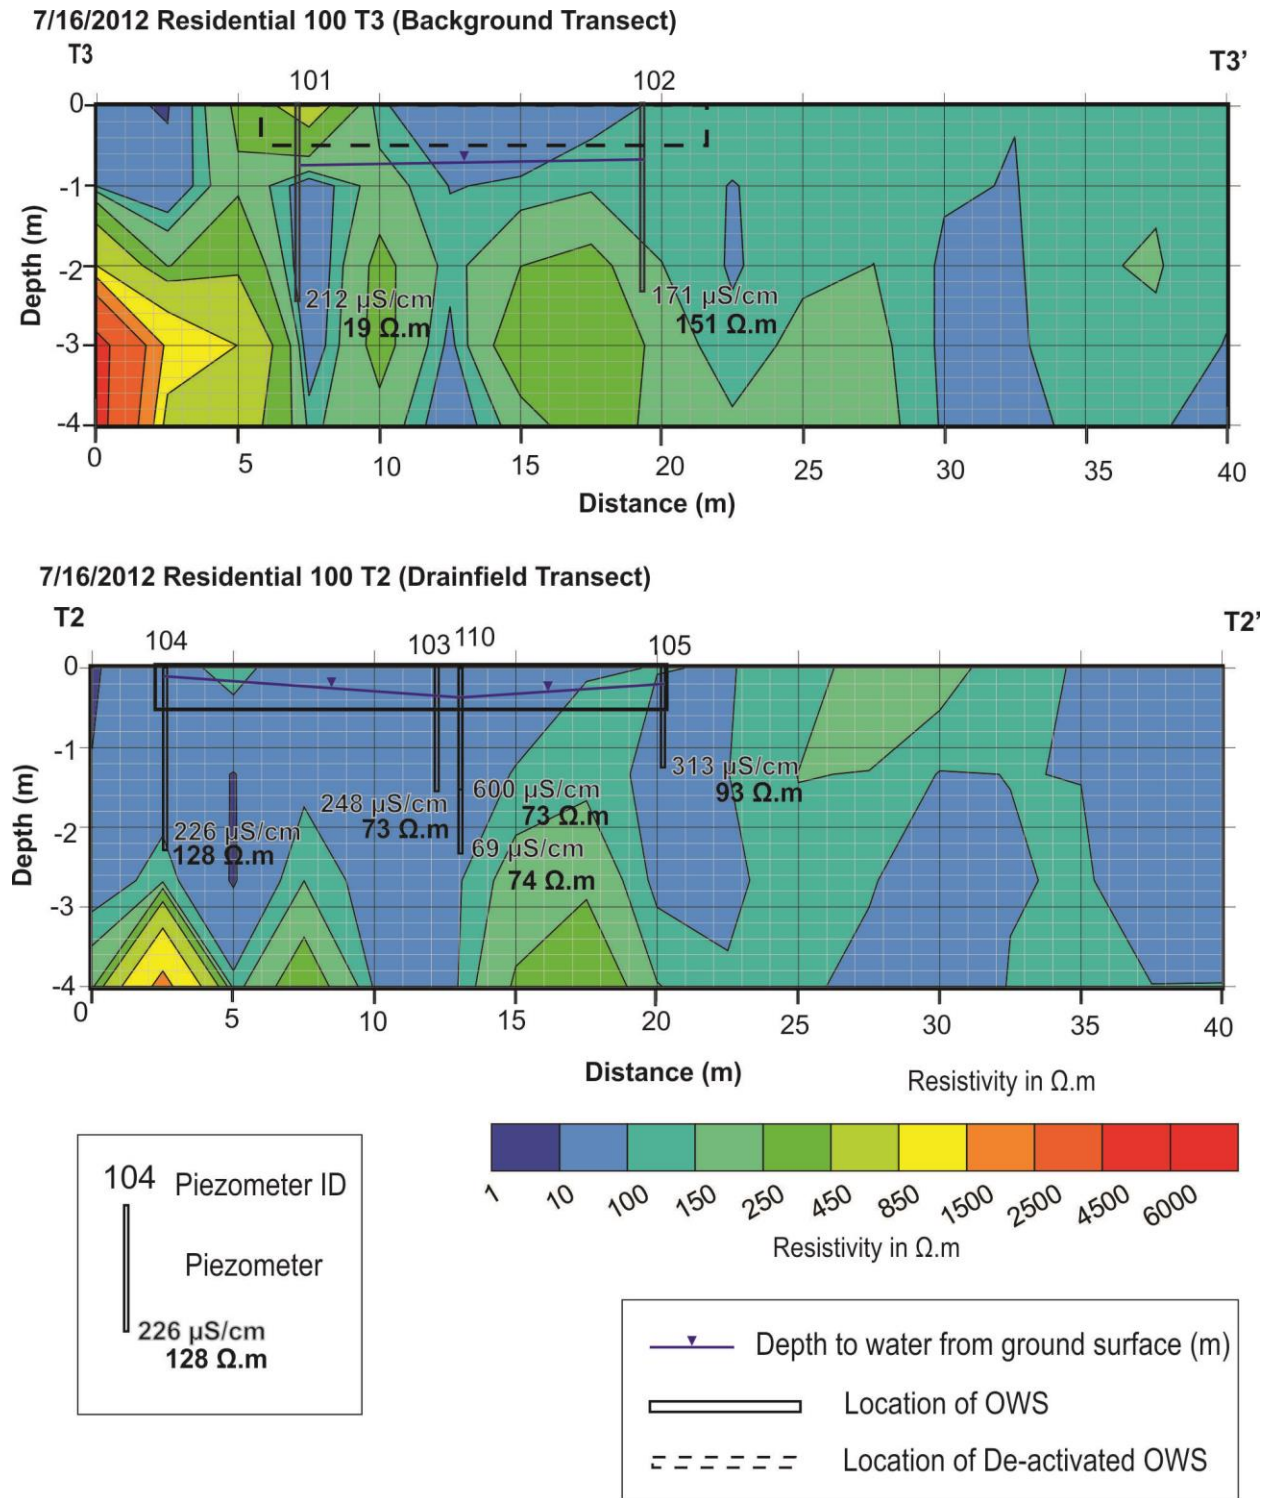 7/16/2012 Residential 100 T3 (Background Transect)
T3
T3’
101
102
0
-1
-2
-3
-4
Depth (m)
212 µS/cm
19 Ω.m
171 µS/cm
151 Ω.m
0 5 10 15 20 25 30 35 40
Distance (m)
7/16/2012 Residential 100 T2 (Drainfield Transect)
T2
T2’
104
103
110
105
0
-1
-2
-3
-4
Depth (m)
226 µS/cm
128 Ω.m
248 µS/cm
73 Ω.m
600 µS/cm
73 Ω.m
69 µS/cm
74 Ω.m
313 µS/cm
93 Ω.m
0 5 10 15 20 25 30 35 40
Distance (m)
Resistivity in Ω.m
1 10 100 150 250 450 850 1500 2500 4500 6000
Resistivity in Ω.m
104 Piezometer ID
Piezometer
226 µS/cm
128 Ω.m
Depth to water from ground surface (m)
Location of OWS
Location of De-activated OWS